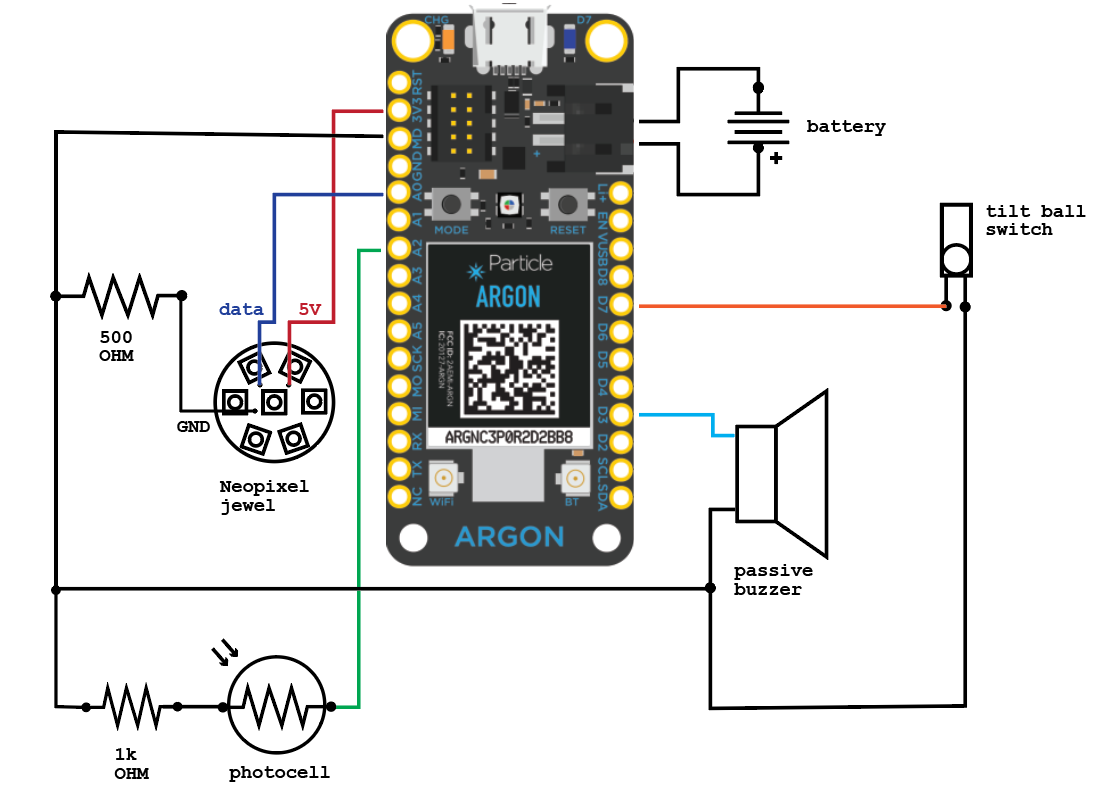 CHG
D7
RST
3V3
MD
GND
A0
A1
A2
A3
A4
A5
SCK
MO
MI
RX
TX
NC
+
MODE
RESET
Li+
EN
VUSB
D8
D7
D6
D5
D4
D3
D2
SCL
SDA
Particle
ARGON
FCC ID: 2AEMI-ARGN
IC: 20127-ARGN
ARGNC3P0R2D2BB8
WiFi
BT
ARGON
battery
+
tilt ball
switch
data
5V
500
OHM
GND
Neopixel
jewel
passive
buzzer
1k
OHM
photocell